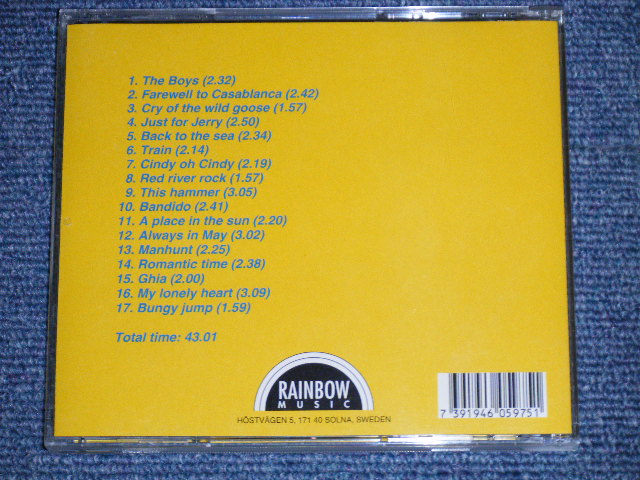 1. The Boys (2.32)
2. Farewell to Casablanca (2.42)
3. Cry of the wild goose (1.57)
4. Just for Jerry (2.50)
5. Back to the sea (2.34)
6. Train (2.14)
7. Cindy oh Cindy (2.19)
8. Red river rock (1.57)
9. This hammer (3.05)
10. Bandido (2.41)
11. A place in the sun (2.20)
12. Always in May (3.02)
13. Manhunt (2.25)
14. Romantic time (2.38)
15. Ghia (2.00)
16. My lonely heart (3.09)
17. Bungy jump (1.59)
Total time: 43.01
RAINBOW
MUSIC
HÖSTVÄGEN 5, 171 40 SOLNA, SWEDEN
7 391946 059751